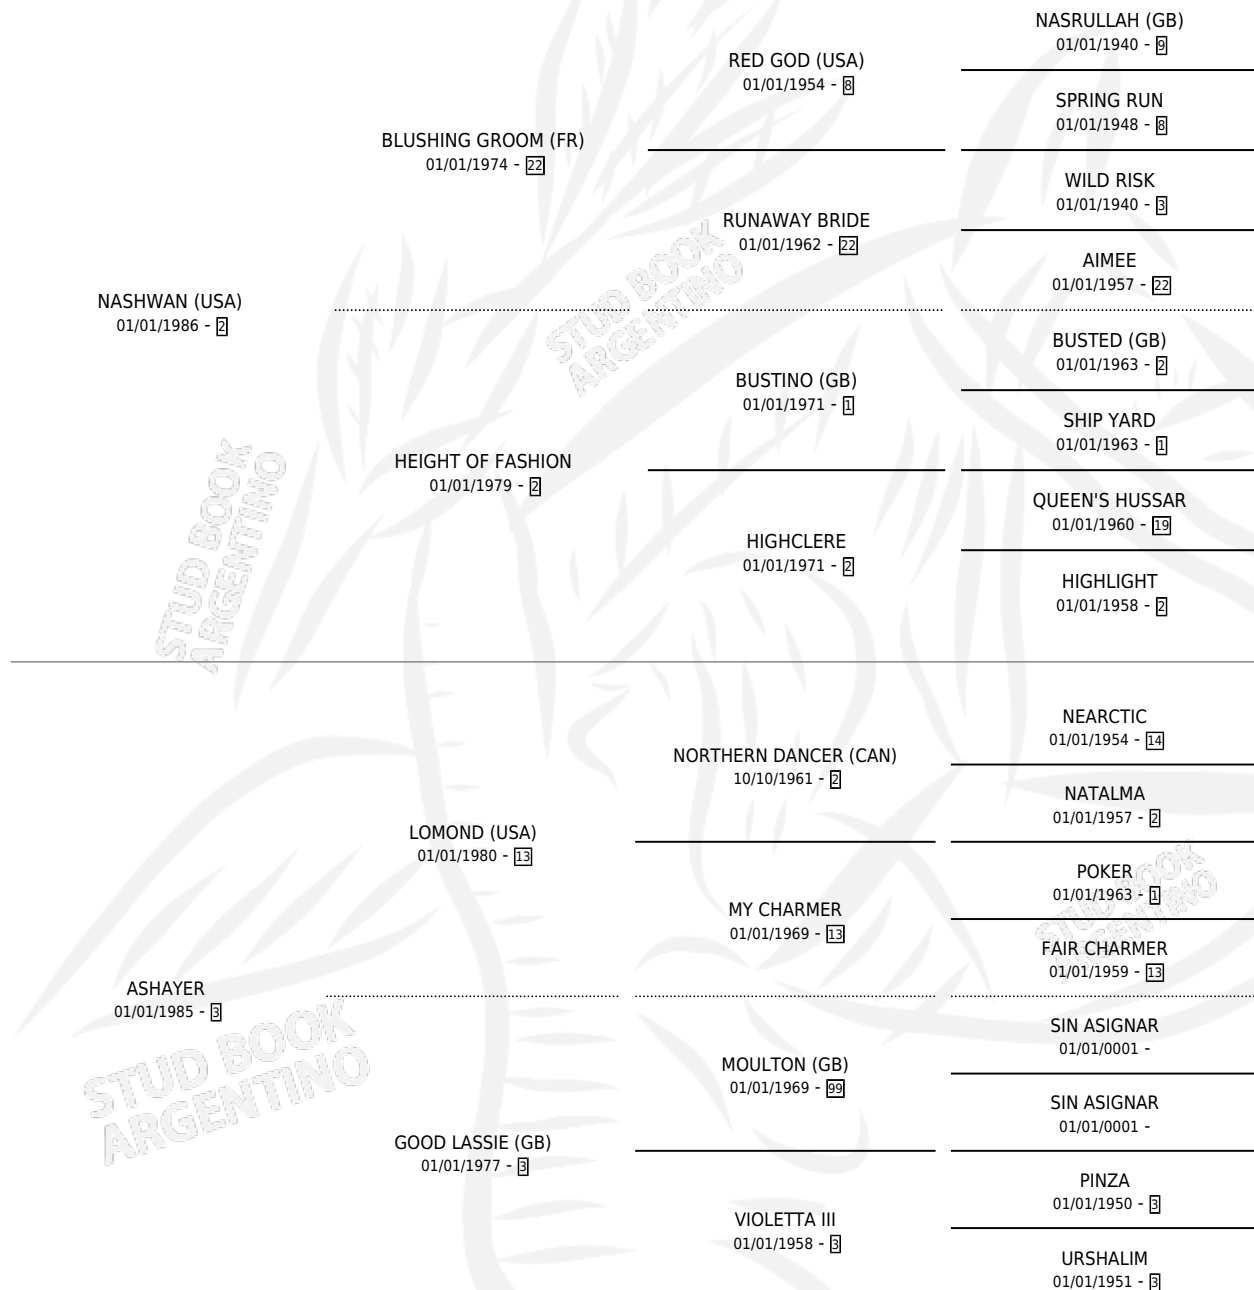 NASRULLAH (GB)
01/01/1940 - 9
RED GOD (USA)
01/01/1954 - 8
SPRING RUN
01/01/1948 - 8
BLUSHING GROOM (FR)
01/01/1974 - 22
WILD RISK
01/01/1940 - 3
RUNAWAY BRIDE
01/01/1962 - 22
AIMEE
01/01/1957 - 22
NASHWAN (USA)
01/01/1986 - 2
STUD BOOK
ARGENTINO
BUSTED (GB)
01/01/1963 - 2
BUSTINO (GB)
01/01/1971 - 1
SHIP YARD
01/01/1963 - 1
HEIGHT OF FASHION
01/01/1979 - 2
QUEEN'S HUSSAR
01/01/1960 - 19
HIGHCLERE
01/01/1971 - 2
HIGHLIGHT
01/01/1958 - 2
STUD BOOK
ARGENTINO
NEARCTIC
01/01/1954 - 14
NORTHERN DANCER (CAN)
10/10/1961 - 2
NATALMA
01/01/1957 - 2
LOMOND (USA)
01/01/1980 - 13
POKER
01/01/1963 - 1
MY CHARMER
01/01/1969 - 13
FAIR CHARMER
01/01/1959 - 13
STUD BOOK
ARGENTINO
ASHAYER
01/01/1985 - 3
SIN ASIGNAR
01/01/0001 -
MOULTON (GB)
01/01/1969 - 99
SIN ASIGNAR
01/01/0001 -
STUD BOOK
ARGENTINO
GOOD LASSIE (GB)
01/01/1977 - 3
PINZA
01/01/1950 - 3
VIOLETTA III
01/01/1958 - 3
URSHALIM
01/01/1951 - 3